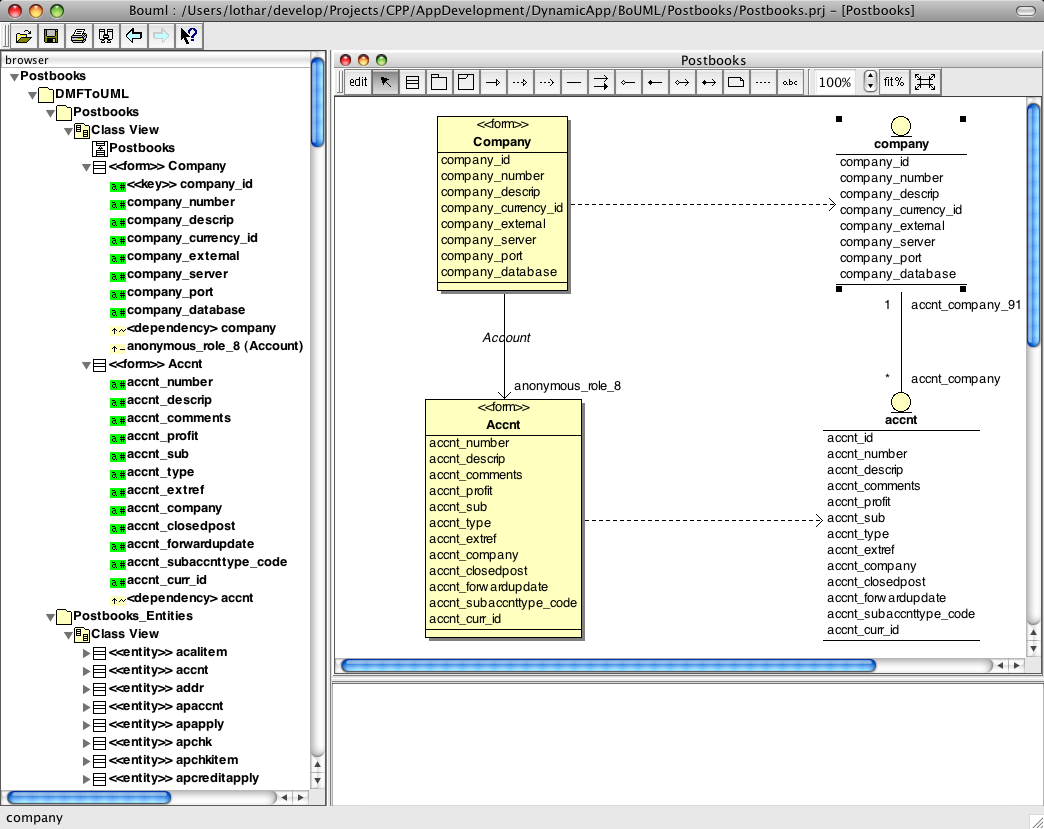 Bouml : /Users/lothar/develop/Projects/CPP/AppDevelopment/DynamicApp/BoUML/Postbooks/Postbooks.prj - [Postbooks]
browser
Postbooks
DMFToUML
Postbooks
Class View
Postbooks
<<form>> Company
<<key>> company_id
company_number
company_descrip
company_currency_id
company_external
company_server
company_port
company_database
<dependency> company
anonymous_role_8 (Account)
<<form>> Accnt
accnt_number
accnt_descrip
accnt_comments
accnt_profit
accnt_sub
accnt_type
accnt_extref
accnt_company
accnt_closedpost
accnt_forwardupdate
accnt_subaccnttype_code
accnt_curr_id
<dependency> accnt
Postbooks_Entities
Class View
<<entity>> acalitem
<<entity>> accnt
<<entity>> addr
<<entity>> apaccnt
<<entity>> apapply
<<entity>> apchk
<<entity>> apchkitem
<<entity>> apcreditapply
Postbooks
edit abc 100% fit%
<<form>>
Company
company_id
company_number
company_descrip
company_currency_id
company_external
company_server
company_port
company_database
company
company_id
company_number
company_descrip
company_currency_id
company_external
company_server
company_port
company_database
Account
anonymous_role_8
1 accnt_company_91
* accnt_company
<<form>>
Accnt
accnt_number
accnt_descrip
accnt_comments
accnt_profit
accnt_sub
accnt_type
accnt_extref
accnt_company
accnt_closedpost
accnt_forwardupdate
accnt_subaccnttype_code
accnt_curr_id
accnt
accnt_id
accnt_number
accnt_descrip
accnt_comments
accnt_profit
accnt_sub
accnt_type
accnt_extref
accnt_company
accnt_closedpost
accnt_forwardupdate
accnt_subaccnttype_code
accnt_curr_id
company